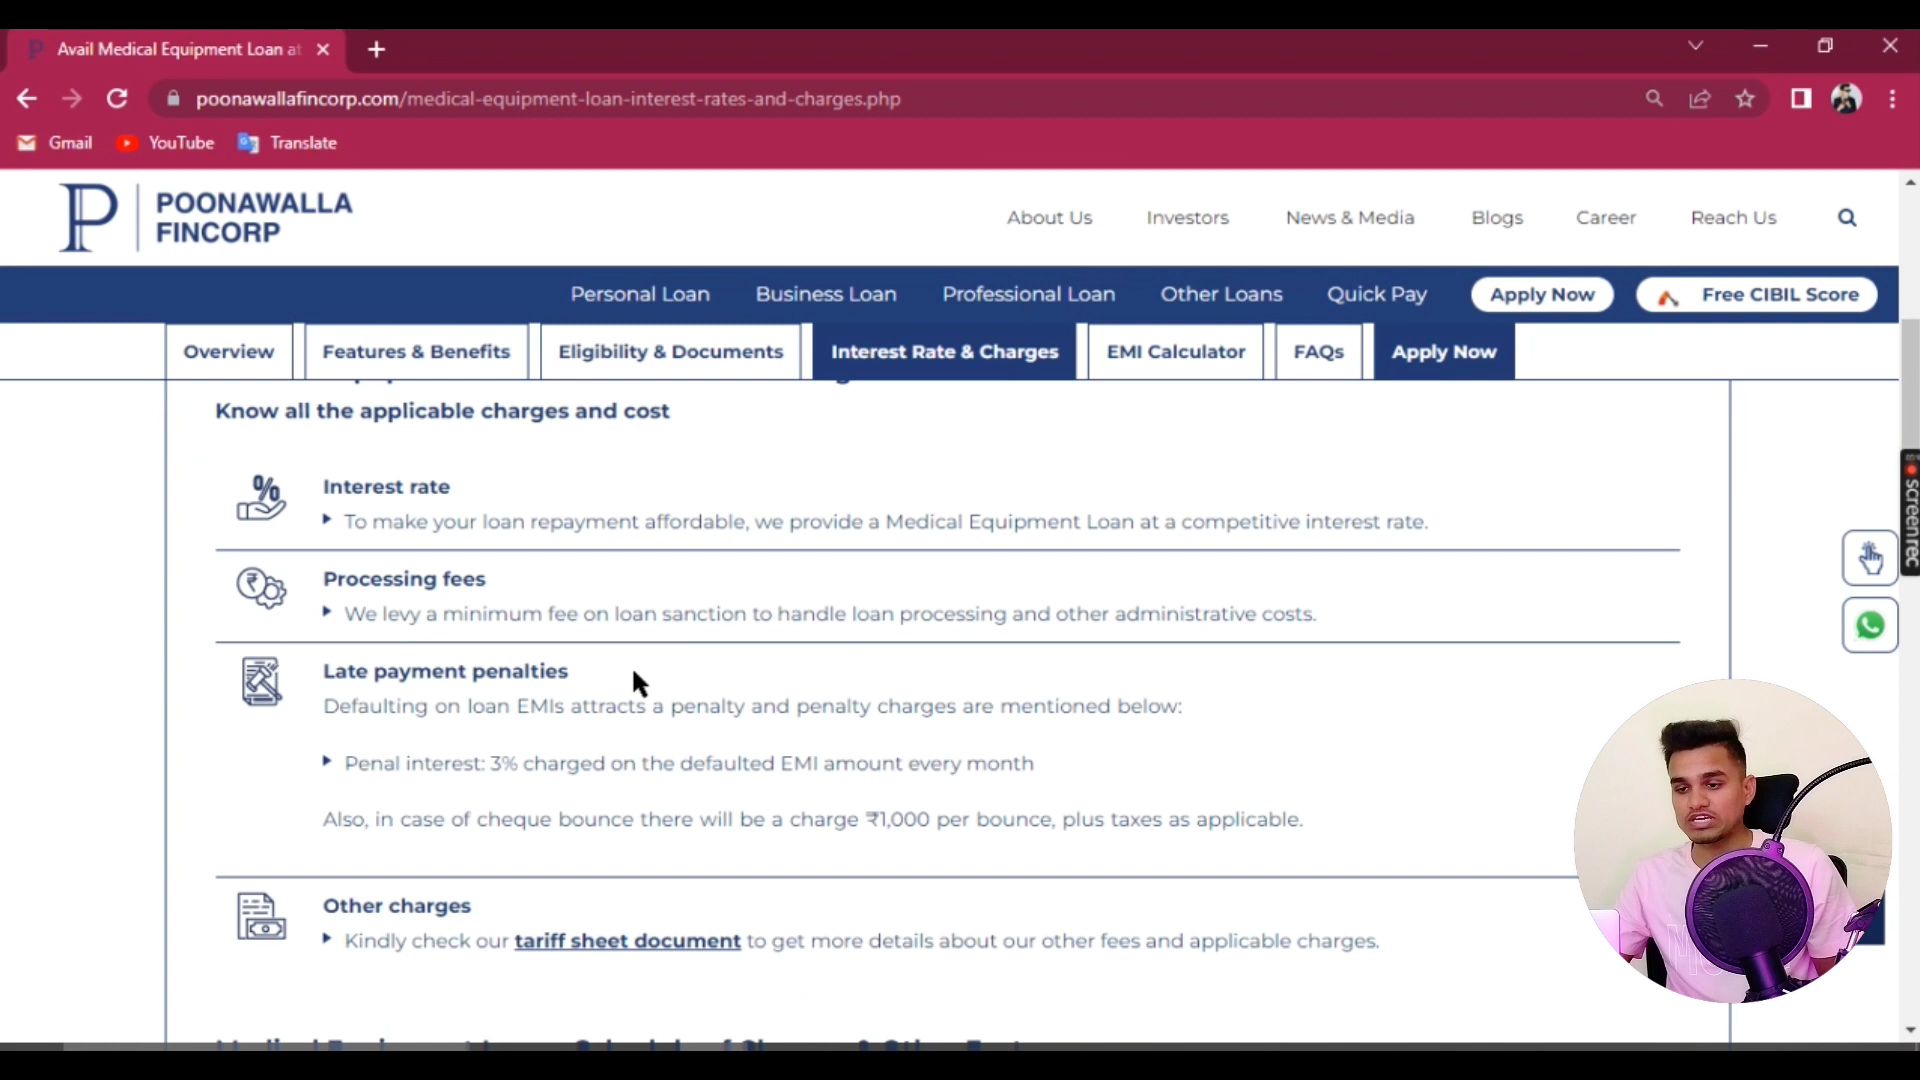 Avail Medical Equipment Loan at
poonawallafincorp.com/medical-equipment-loan-interest-rates-and-charges.php
Gmail
YouTube
Translate
POONAWALLA
FINCORP
About Us
Investors
News & Media
Blogs
Career
Reach Us
Personal Loan
Business Loan
Professional Loan
Other Loans
Quick Pay
Apply Now
Free CIBIL Score
Overview
Features & Benefits
Eligibility & Documents
Interest Rate & Charges
EMI Calculator
FAQs
Apply Now
Know all the applicable charges and cost
Interest rate
To make your loan repayment affordable, we provide a Medical Equipment Loan at a competitive interest rate.
Processing fees
We levy a minimum fee on loan sanction to handle loan processing and other administrative costs.
Late payment penalties
Defaulting on loan EMIs attracts a penalty and penalty charges are mentioned below:
Penal interest: 3% charged on the defaulted EMI amount every month
Also, in case of cheque bounce there will be a charge ₹1,000 per bounce, plus taxes as applicable.
Other charges
Kindly check our tariff sheet document to get more details about our other fees and applicable charges.
screenrec